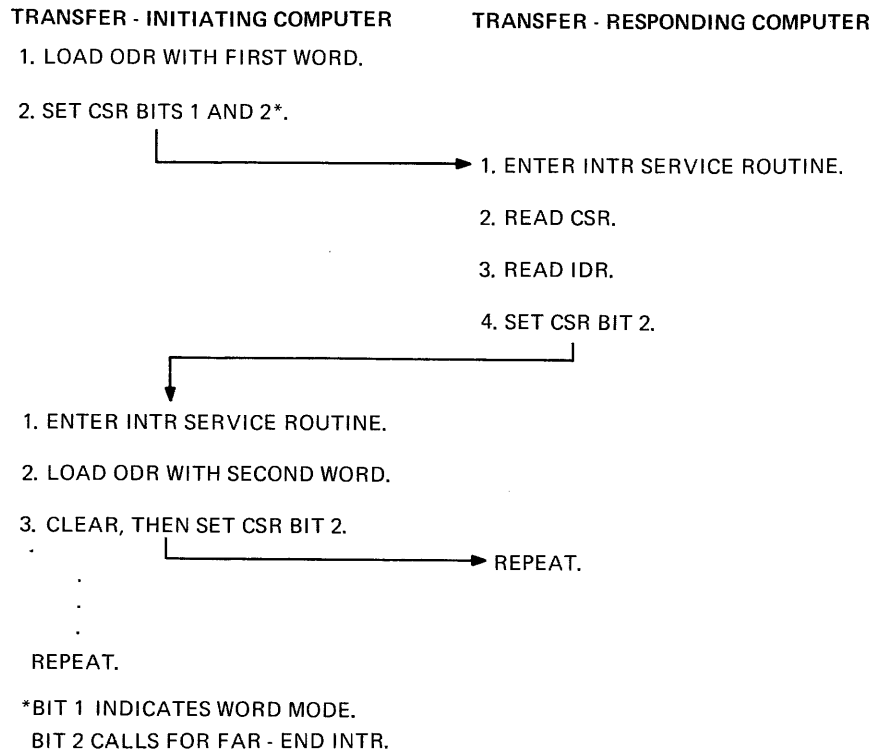 TRANSFER - INITIATING COMPUTER
TRANSFER - RESPONDING COMPUTER
1. LOAD ODR WITH FIRST WORD.
2. SET CSR BITS 1 AND 2*.
1. ENTER INTR SERVICE ROUTINE.
2. READ CSR.
3. READ IDR.
4. SET CSR BIT 2.
1. ENTER INTR SERVICE ROUTINE.
2. LOAD ODR WITH SECOND WORD.
3. CLEAR, THEN SET CSR BIT 2.
REPEAT.
.
.
.
.
REPEAT.
*BIT 1 INDICATES WORD MODE.
BIT 2 CALLS FOR FAR - END INTR.